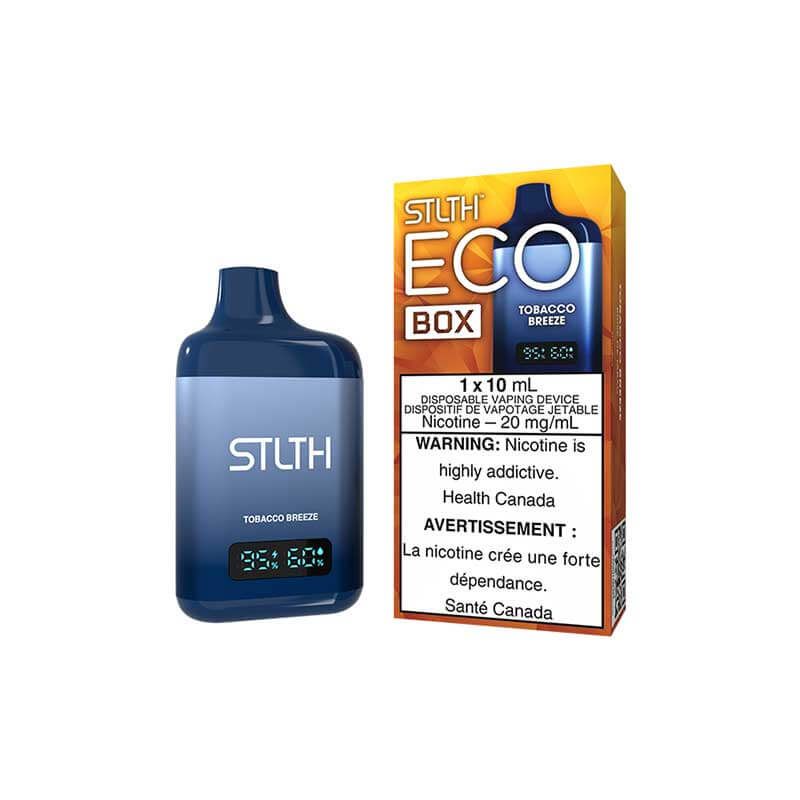 STLTH
TOBACCO BREEZE
95% 60%
STLTH™
ECO
BOX
TOBACCO
BREEZE
95% 60%
1 x 10 mL
DISPOSABLE VAPING DEVICE
DISPOSITIF DE VAPOTAGE JETABLE
Nicotine – 20 mg/mL
WARNING: Nicotine is
highly addictive.
Health Canada
AVERTISSEMENT :
La nicotine crée une forte
dépendance.
Santé Canada